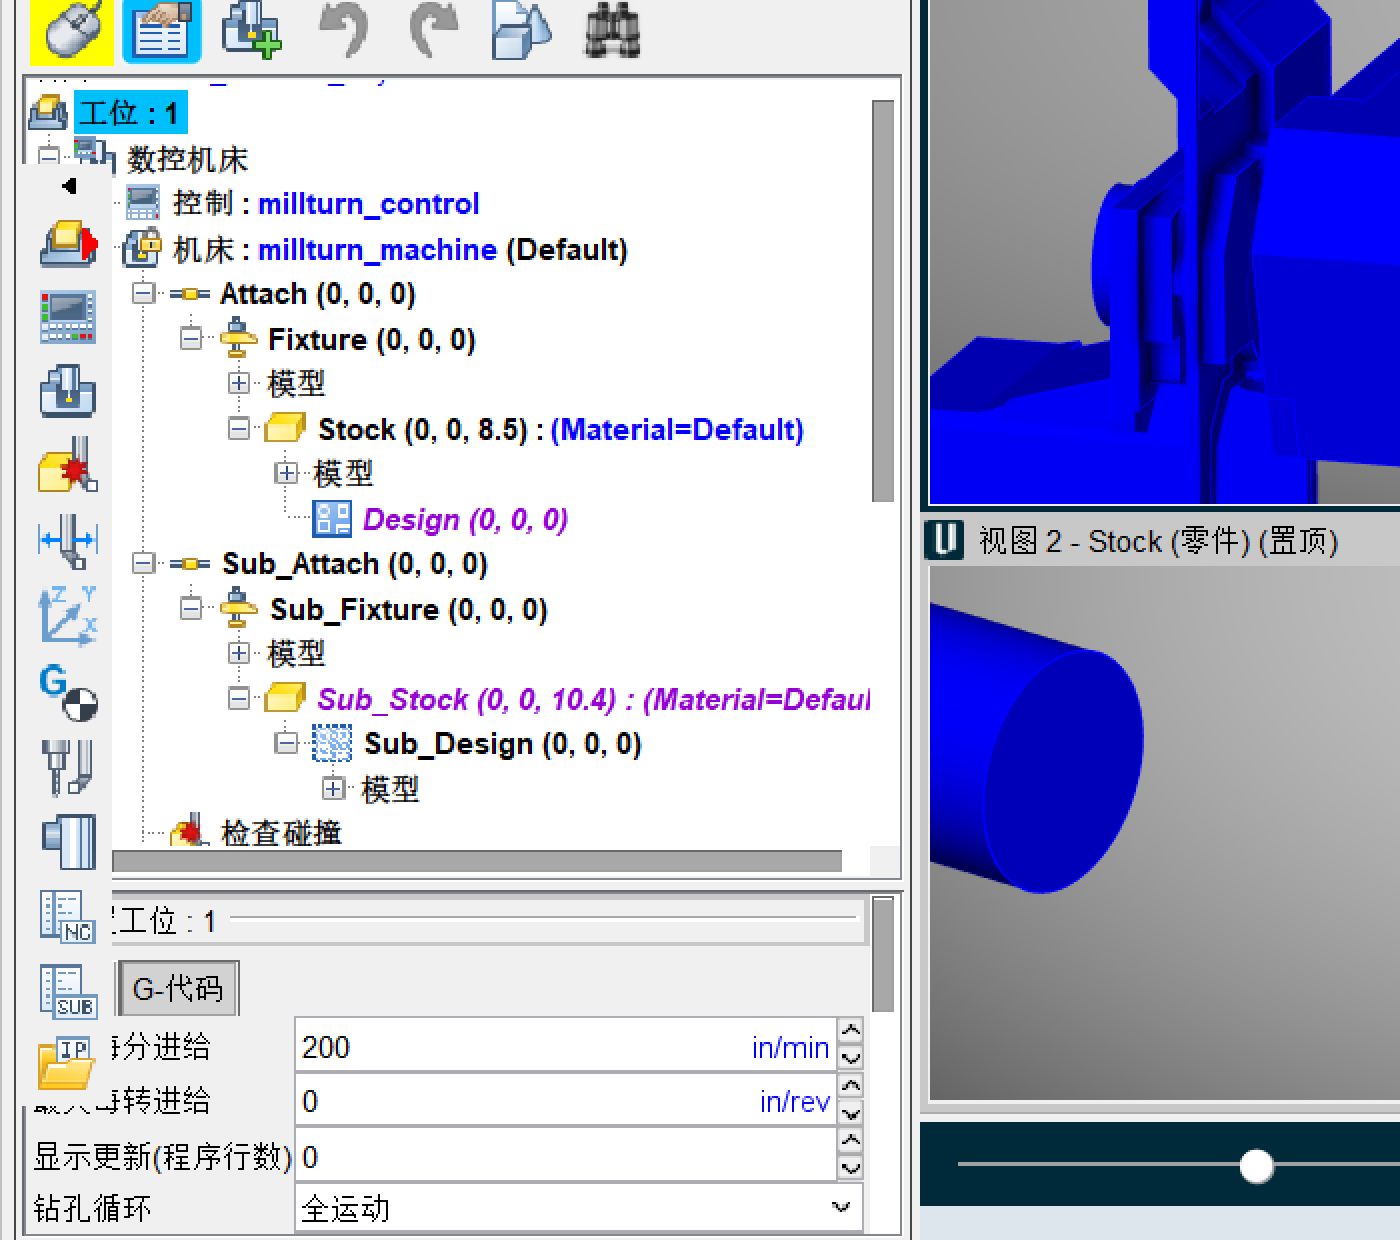 工位 : 1
数控机床
控制 : millturn_control
机床 : millturn_machine (Default)
Attach (0, 0, 0)
Fixture (0, 0, 0)
模型
Stock (0, 0, 8.5) : (Material=Default)
模型
Design (0, 0, 0)
Sub_Attach (0, 0, 0)
Sub_Fixture (0, 0, 0)
模型
Sub_Stock (0, 0, 10.4) : (Material=Defaul
Sub_Design (0, 0, 0)
模型
检查碰撞
Z Y X
G
NC
SUB
IP
工位 : 1
G-代码
每分进给 200 in/min
最大每转进给 0 in/rev
显示更新(程序行数) 0
钻孔循环 全运动
视图 2 - Stock (零件) (置顶)